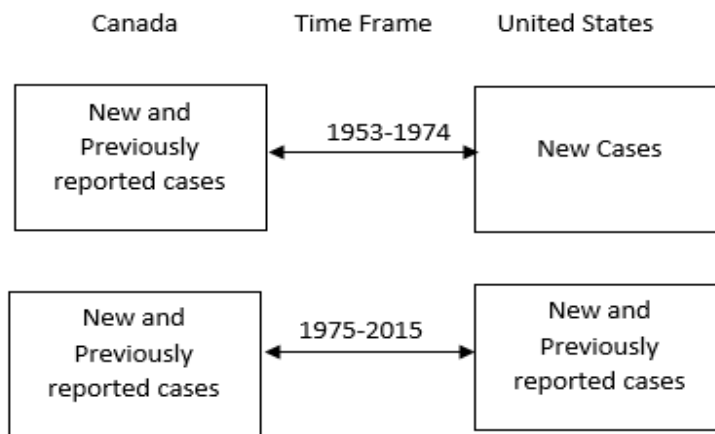 Canada Time Frame United States
New and
Previously
reported cases
1953-1974
New Cases
New and
Previously
reported cases
1975-2015
New and
Previously
reported cases